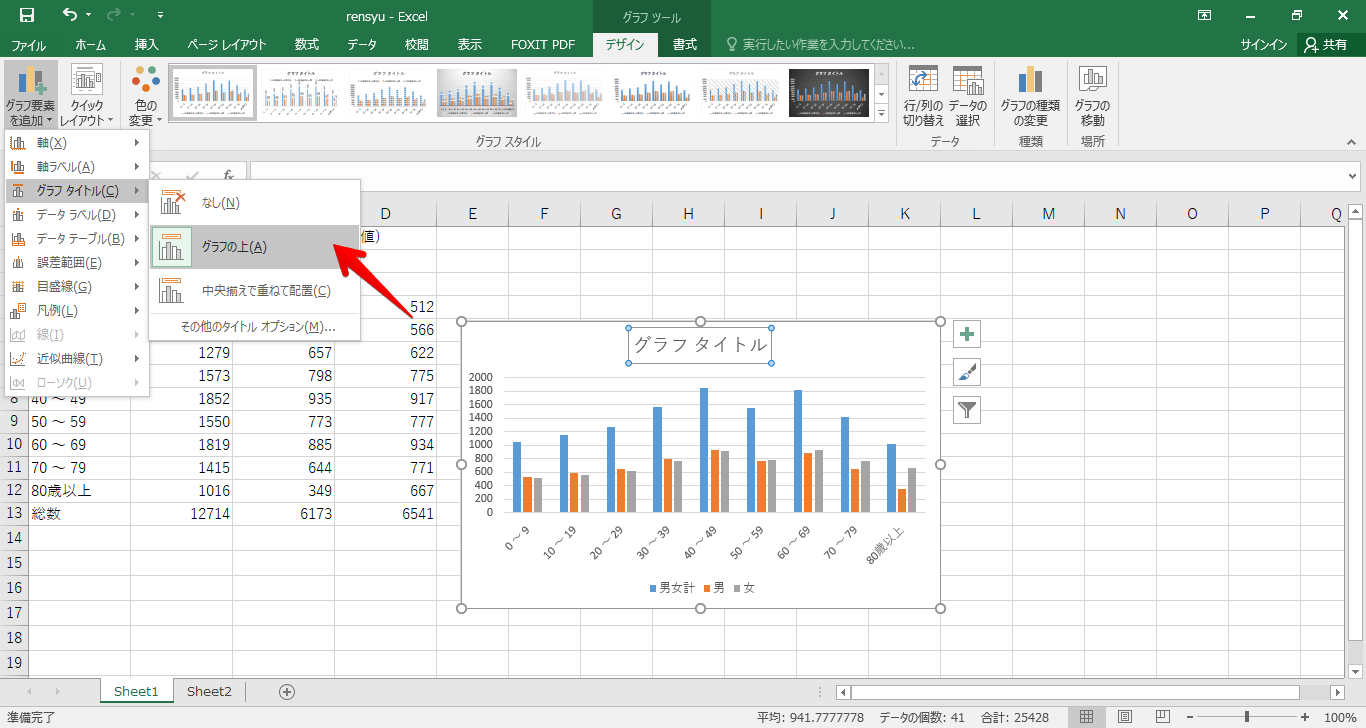 rensyu - Excel
グラフ ツール
ファイル ホーム 挿入 ページ レイアウト 数式 データ 校閲 表示 FOXIT PDF デザイン 書式 実行したい作業を入力してください... サインイン 共有
グラフ要素を追加
クイック レイアウト
色の変更
行/列の切り替え
データの選択
グラフの種類の変更
グラフの移動
グラフ スタイル
データ
種類
場所
軸(X)
軸ラベル(A)
グラフ タイトル(C)
データ ラベル(D)
データ テーブル(B)
誤差範囲(E)
目盛線(G)
凡例(L)
線(I)
近似曲線(T)
ローソク(U)
なし(N)
グラフの上(A)
中央揃えで重ねて配置(C)
その他のタイトル オプション(M)...
fx
D E F G H I J K L M N O P Q
値)
512
566
1279 657 622
1573 798 775
8 40 ～ 49 1852 935 917
9 50 ～ 59 1550 773 777
10 60 ～ 69 1819 885 934
11 70 ～ 79 1415 644 771
12 80歳以上 1016 349 667
13 総数 12714 6173 6541
14
15
16
17
18
19
グラフ タイトル
2000
1800
1600
1400
1200
1000
800
600
400
200
0
0 ～ 9 10 ～ 19 20 ～ 29 30 ～ 39 40 ～ 49 50 ～ 59 60 ～ 69 70 ～ 79 80歳以上
男女計 男 女
Sheet1 Sheet2
準備完了 平均: 941.7777778 データの個数: 41 合計: 25428 100%